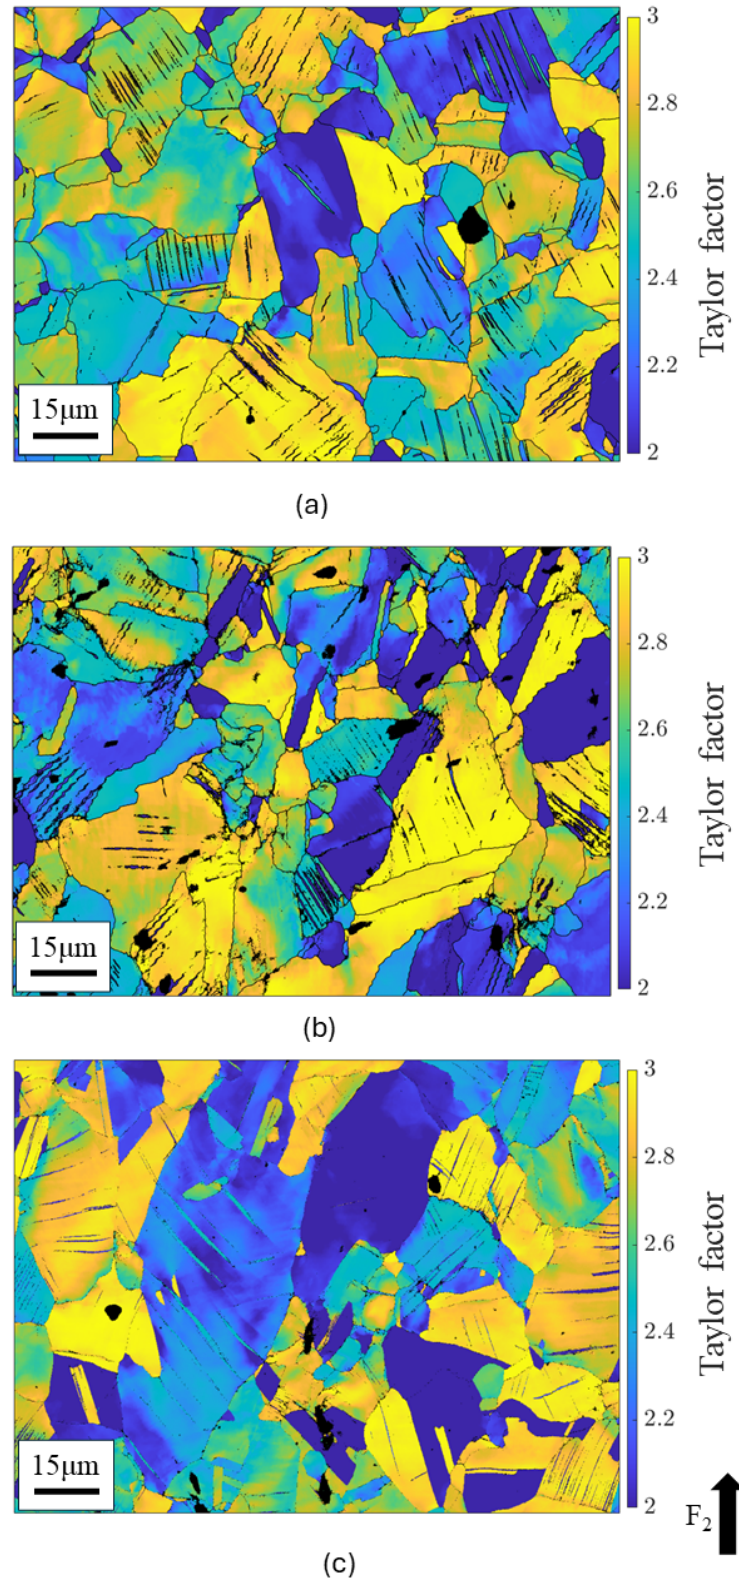 3
2.8
2.6
2.4
2.2
2
Taylor factor
15μm
(a)
3
2.8
2.6
2.4
2.2
2
Taylor factor
15μm
(b)
3
2.8
2.6
2.4
2.2
2
Taylor factor
15μm
F₂
(c)